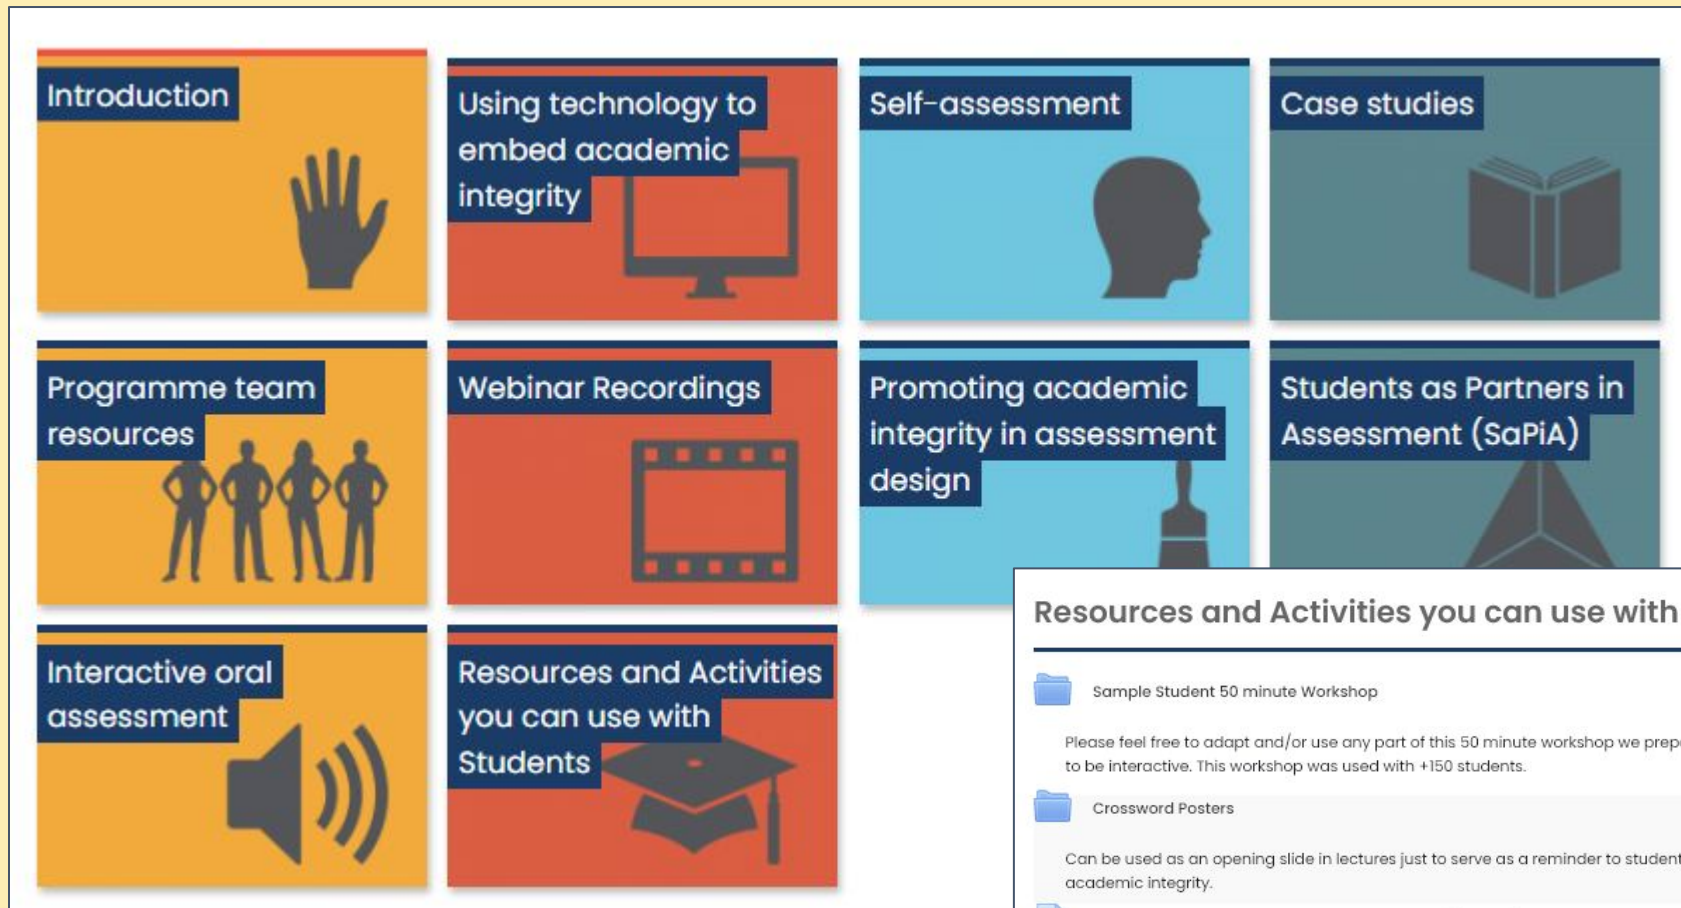 Introduction
Using technology to
embed academic
integrity
Self-assessment
Case studies
Programme team
resources
Webinar Recordings
Promoting academic
integrity in assessment
design
Students as Partners in
Assessment (SaPiA)
Interactive oral
assessment
Resources and Activities
you can use with
Students
Resources and Activities you can use with
Sample Student 50 minute Workshop
Please feel free to adapt and/or use any part of this 50 minute workshop we prep
to be interactive. This workshop was used with +150 students.
Crossword Posters
Can be used as an opening slide in lectures just to serve as a reminder to student
academic integrity.